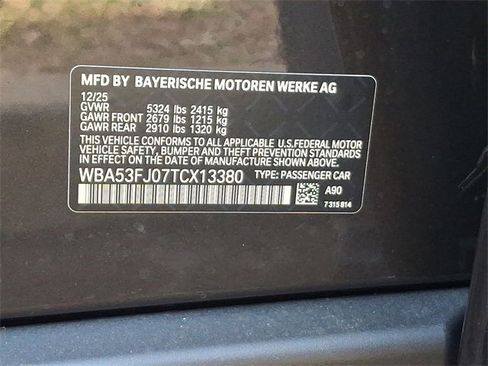 MFD BY BAYERISCHE MOTOREN WERKE AG
12/25
GVWR 5324 lbs 2415 kg
GAWR FRONT 2679 lbs 1215 kg
GAWR REAR 2910 lbs 1320 kg
THIS VEHICLE CONFORMS TO ALL APPLICABLE U.S. FEDERAL MOTOR
VEHICLE SAFETY, BUMPER AND THEFT PREVENTION STANDARDS
IN EFFECT ON THE DATE OF MANUFACTURE SHOWN ABOVE.
WBA53FJ07TCX13380 TYPE: PASSENGER CAR
A90
7315814